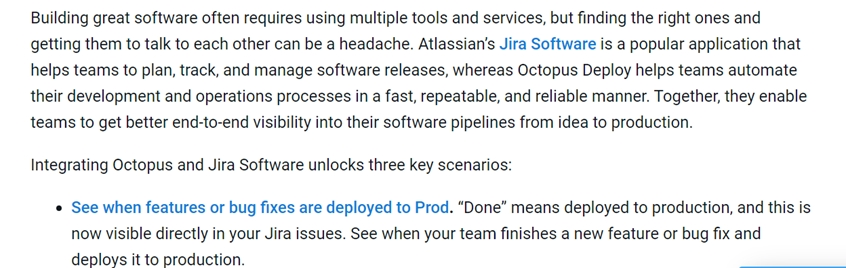 Building great software often requires using multiple tools and services, but finding the right ones and
getting them to talk to each other can be a headache. Atlassian’s Jira Software is a popular application that
helps teams to plan, track, and manage software releases, whereas Octopus Deploy helps teams automate
their development and operations processes in a fast, repeatable, and reliable manner. Together, they enable
teams to get better end-to-end visibility into their software pipelines from idea to production.
Integrating Octopus and Jira Software unlocks three key scenarios:
• See when features or bug fixes are deployed to Prod. “Done” means deployed to production, and this is
now visible directly in your Jira issues. See when your team finishes a new feature or bug fix and
deploys it to production.